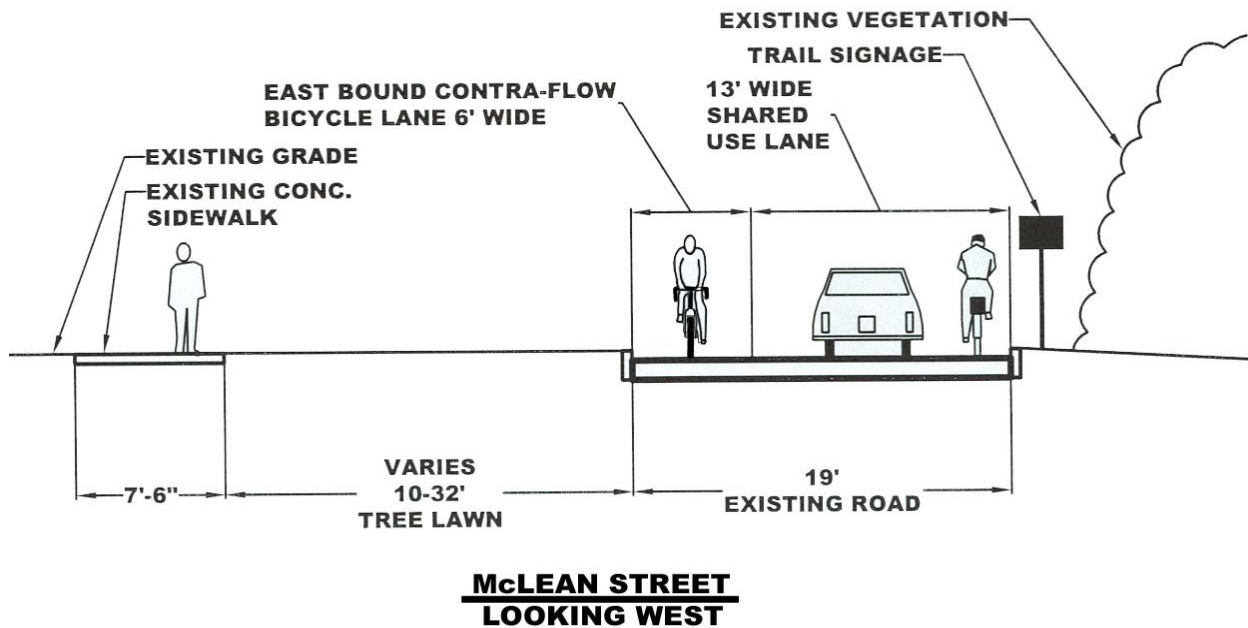 EXISTING VEGETATION
TRAIL SIGNAGE
EAST BOUND CONTRA-FLOW
BICYCLE LANE 6' WIDE
13' WIDE
SHARED
USE LANE
EXISTING GRADE
EXISTING CONC.
SIDEWALK
7'-6"
VARIES
10-32'
TREE LAWN
19'
EXISTING ROAD
McLEAN STREET
LOOKING WEST